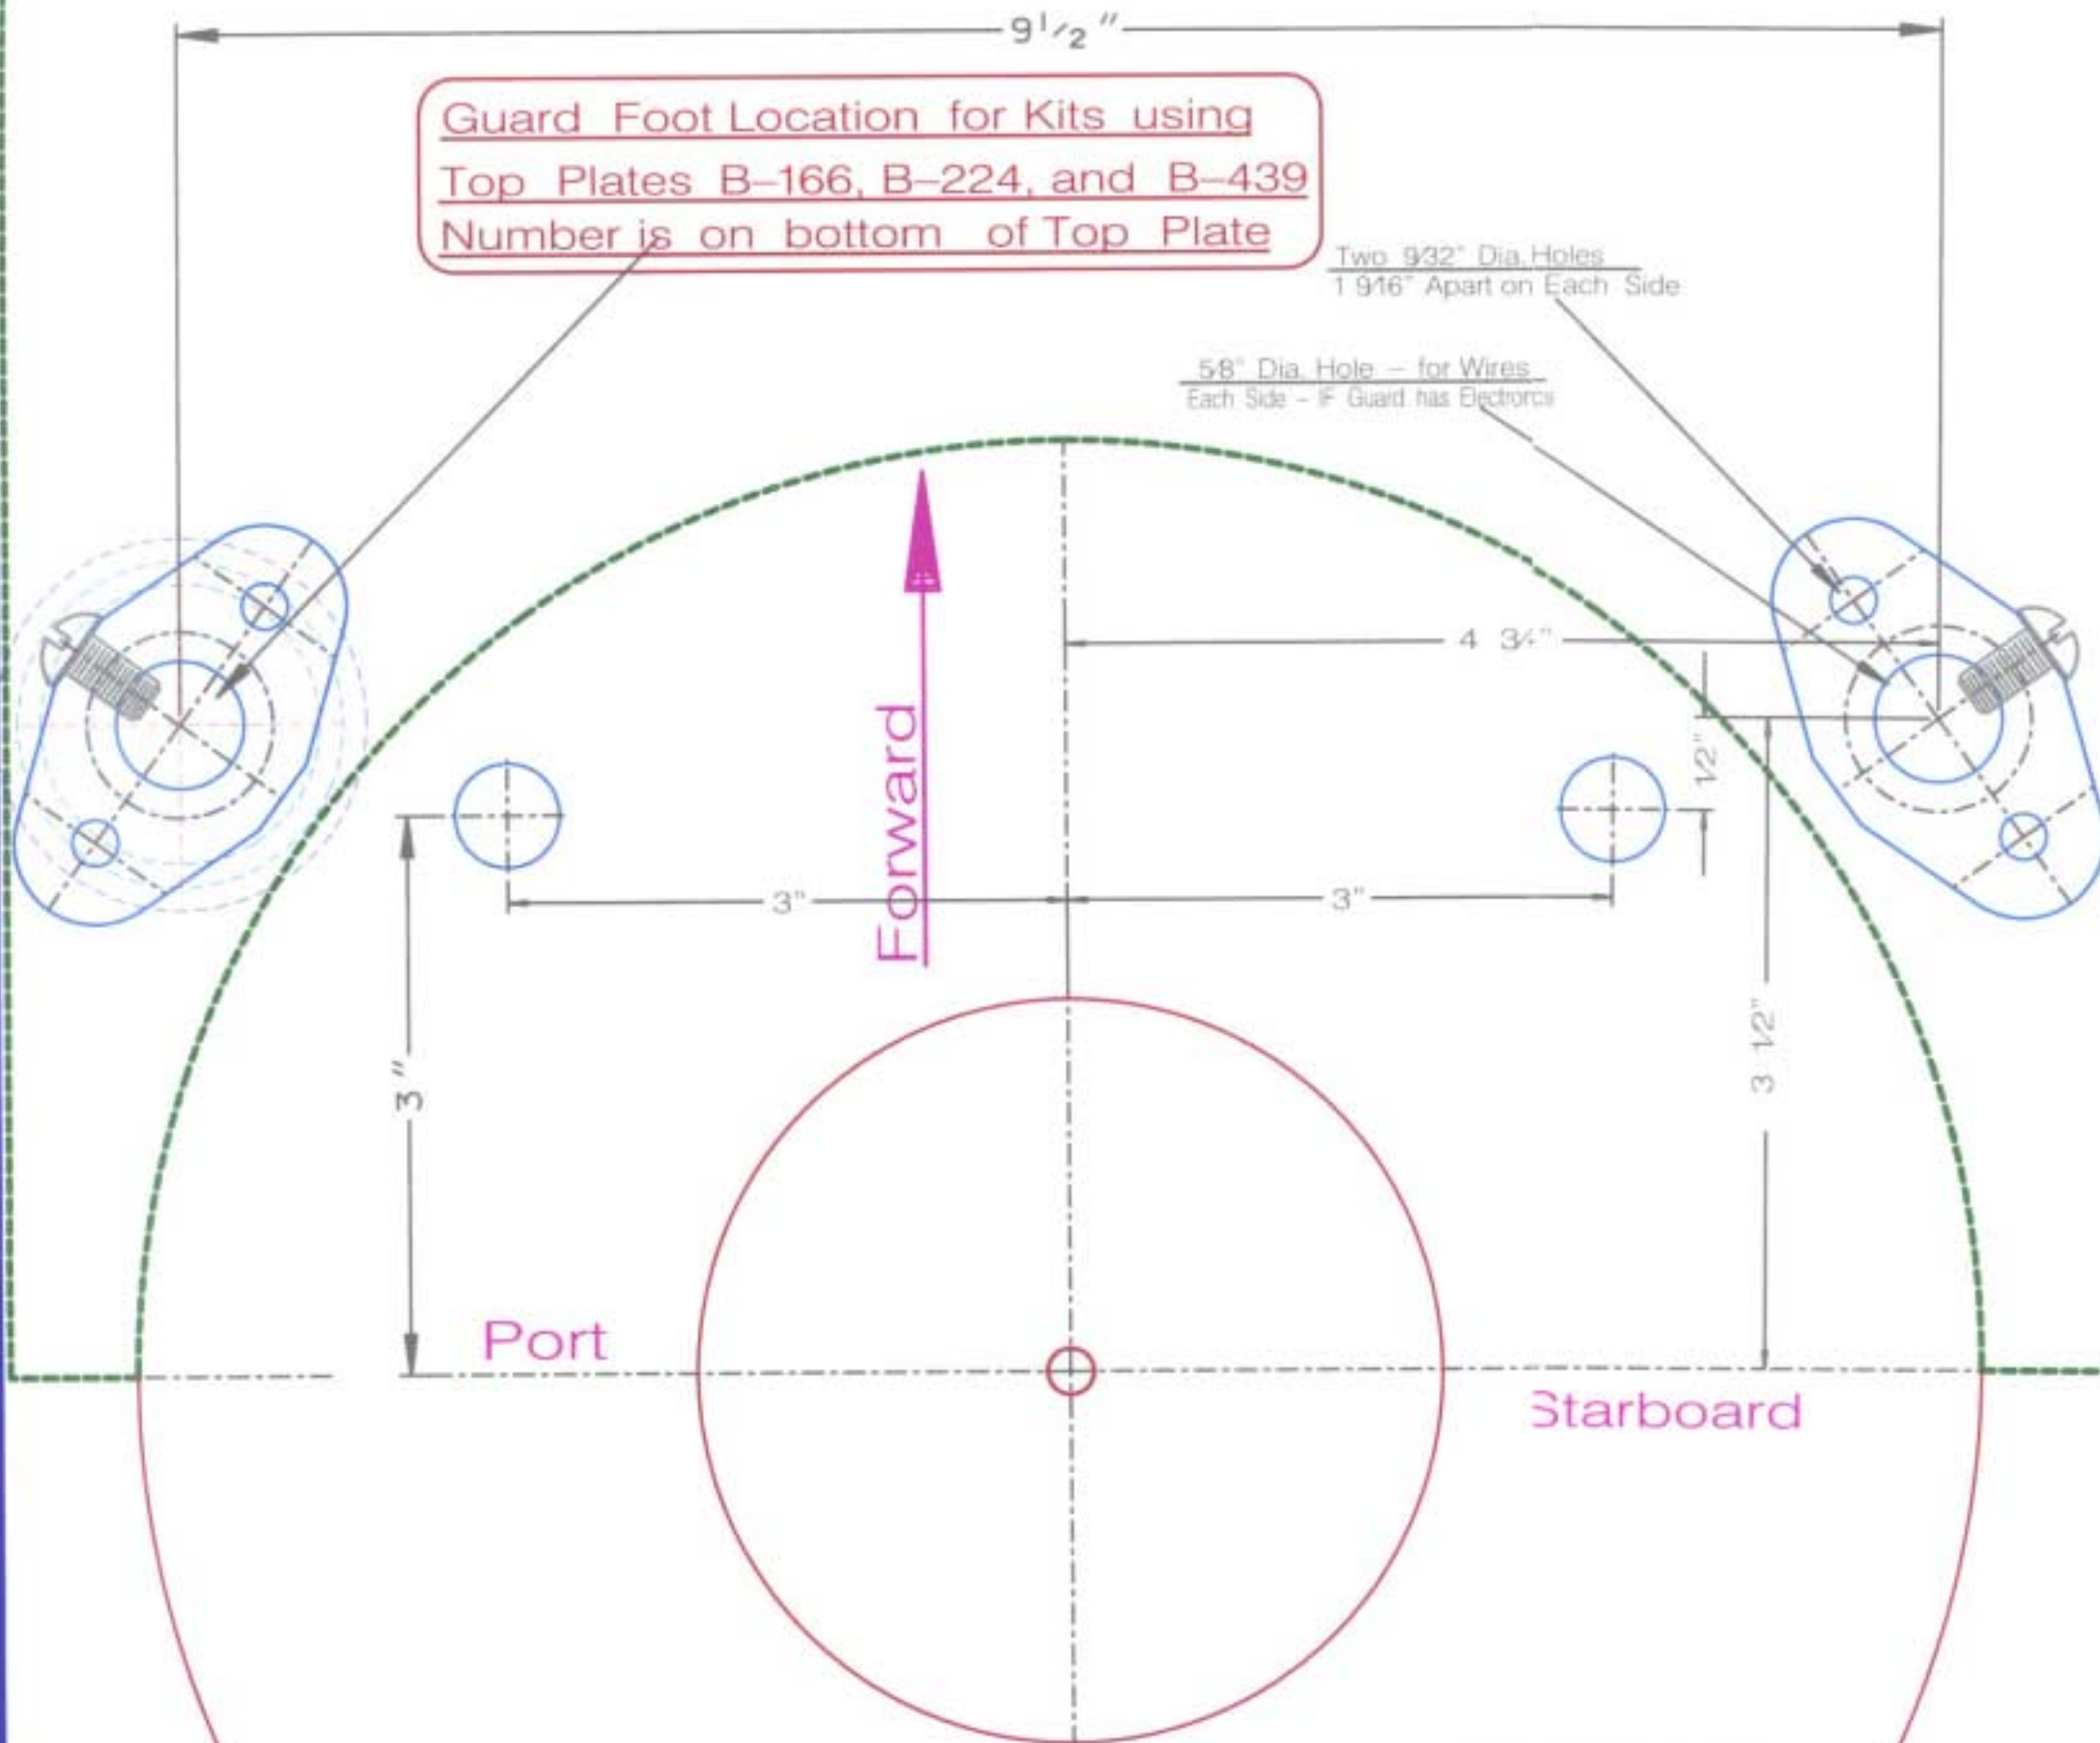 9 1/2"
Guard Foot Location for Kits using
Top Plates B-166, B-224, and B-439
Number is on bottom of Top Plate
Two 9/32" Dia. Holes
1 9/16" Apart on Each Side
5/8" Dia. Hole - for Wires
Each Side - IF Guard has Electrorcs
4 3/4"
1/2"
Forward
3"
3"
3 1/2"
3"
Port
Starboard